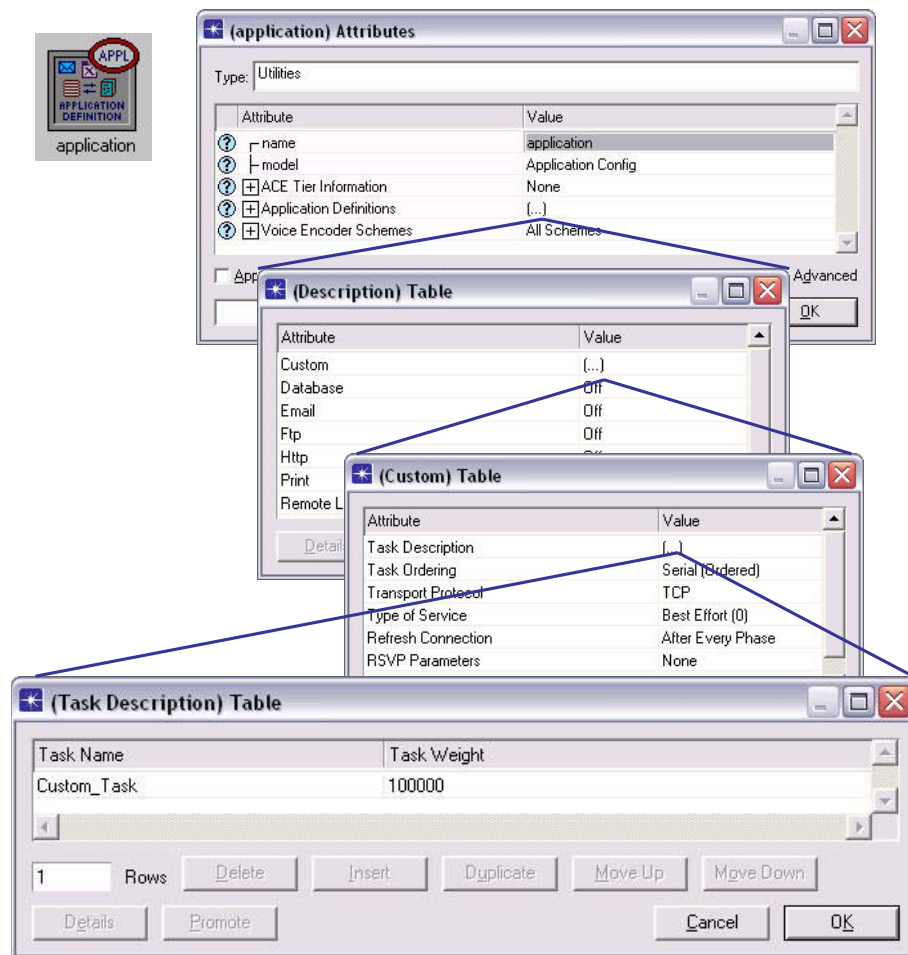 APPL
APPLICATION
DEFINITION
application
(application) Attributes
Type: Utilities
Attribute Value
name application
model Application Config
ACE Tier Information None
Application Definitions (...)
Voice Encoder Schemes All Schemes
Advanced
OK
(Description) Table
Attribute Value
Custom (...)
Database Off
Email Off
Ftp Off
Http
Print
(Custom) Table
Attribute Value
Task Description (...)
Task Ordering Serial (Ordered)
Transport Protocol TCP
Type of Service Best Effort (0)
Refresh Connection After Every Phase
RSVP Parameters None
(Task Description) Table
Task Name Task Weight
Custom_Task 100000
1 Rows Delete Insert Duplicate Move Up Move Down
Details Promote Cancel OK